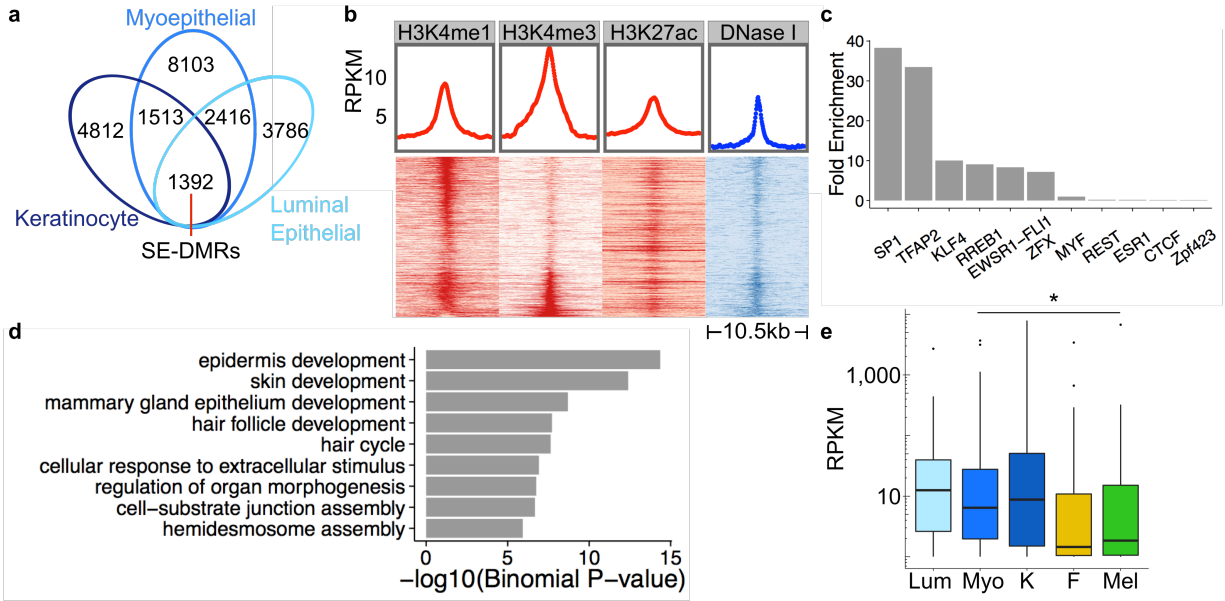 a
Myoepithelial
8103
1513
2416
4812
3786
1392
Keratinocyte
Luminal
Epithelial
SE-DMRs
b
H3K4me1
H3K4me3
H3K27ac
DNase I
RPKM
10
5
10.5kb
c
Fold Enrichment
40
30
20
10
0
SP1
TFAP2
KLF4
RREB1
EWSR1-FLI1
ZFX
MYF
REST
ESR1
CTCF
Zpf423
d
epidermis development
skin development
mammary gland epithelium development
hair follicle development
hair cycle
cellular response to extracellular stimulus
regulation of organ morphogenesis
cell-substrate junction assembly
hemidesmosome assembly
0
5
10
15
-log10(Binomial P-value)
e
*
RPKM
1,000
10
Lum
Myo
K
F
Mel